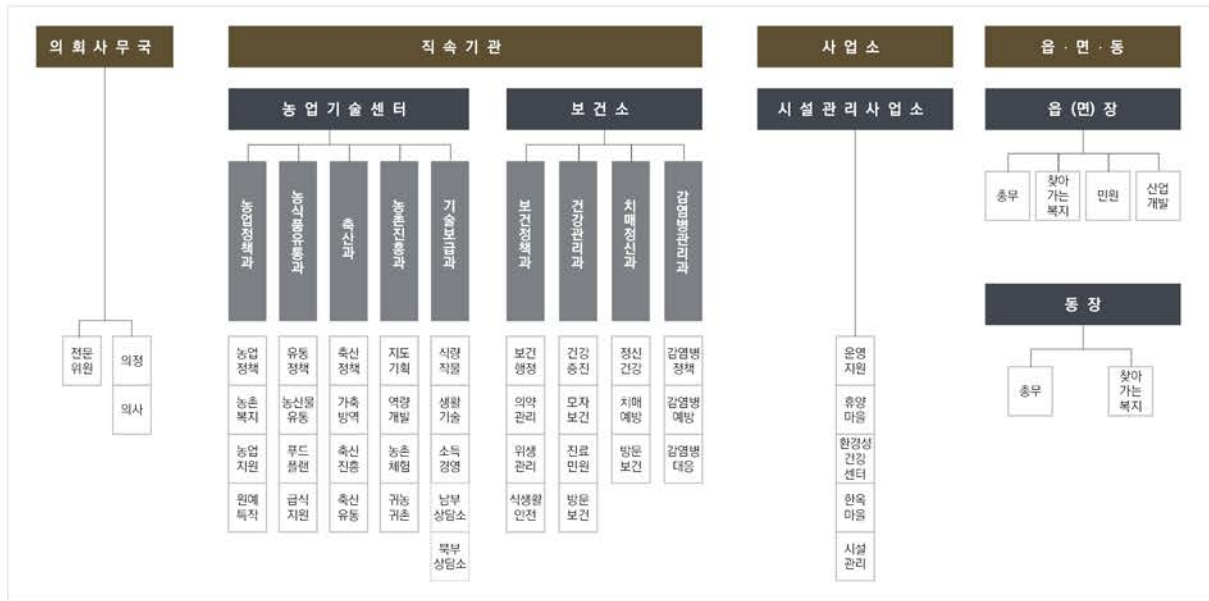 의회사무국
직속기관
사업소
읍·면·동
농업기술센터
보건소
시설관리사업소
읍(면)장
농업정책과
농식품유통과
축산과
농촌진흥과
기술보급과
보건정책과
건강관리과
치매정신과
감염병관리과
총무
찾아
가는
복지
민원
산업
개발
동장
총무
찾아
가는
복지
전문
위원
의정
의사
농업
정책
농촌
복지
농업
지원
원예
특작
유통
정책
농산물
유통
푸드
플랜
급식
지원
축산
정책
가축
방역
축산
진흥
축산
유통
지도
기획
역량
개발
농촌
체험
귀농
귀촌
식량
작물
생활
기술
소득
경영
남부
상담소
북부
상담소
보건
행정
의약
관리
위생
관리
식생활
안전
건강
증진
모자
보건
진료
민원
방문
보건
정신
건강
치매
예방
방문
보건
감염병
정책
감염병
예방
감염병
대응
운영
지원
휴양
마을
환경성
건강
센터
한옥
마을
시설
관리